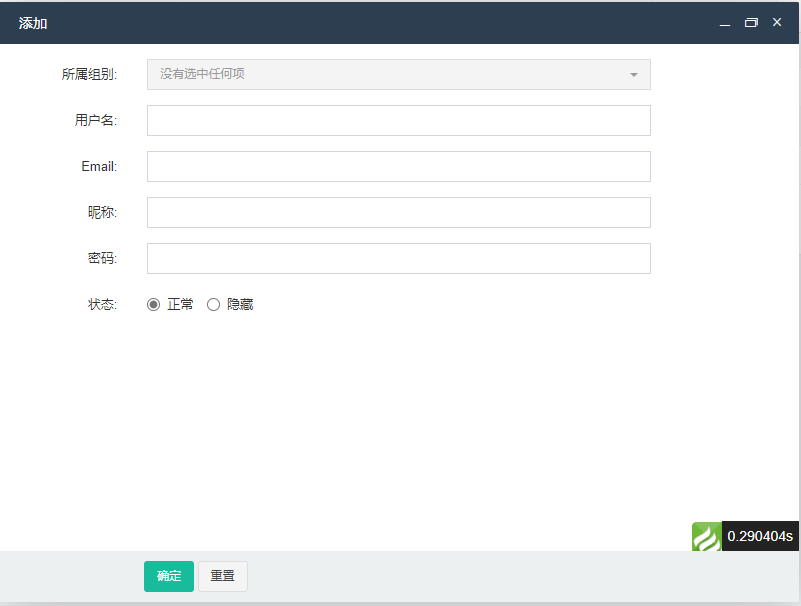 添加
所属组别: 没有选中任何项
用户名:
Email:
昵称:
密码:
状态: 正常 隐藏
0.290404s
确定 重置